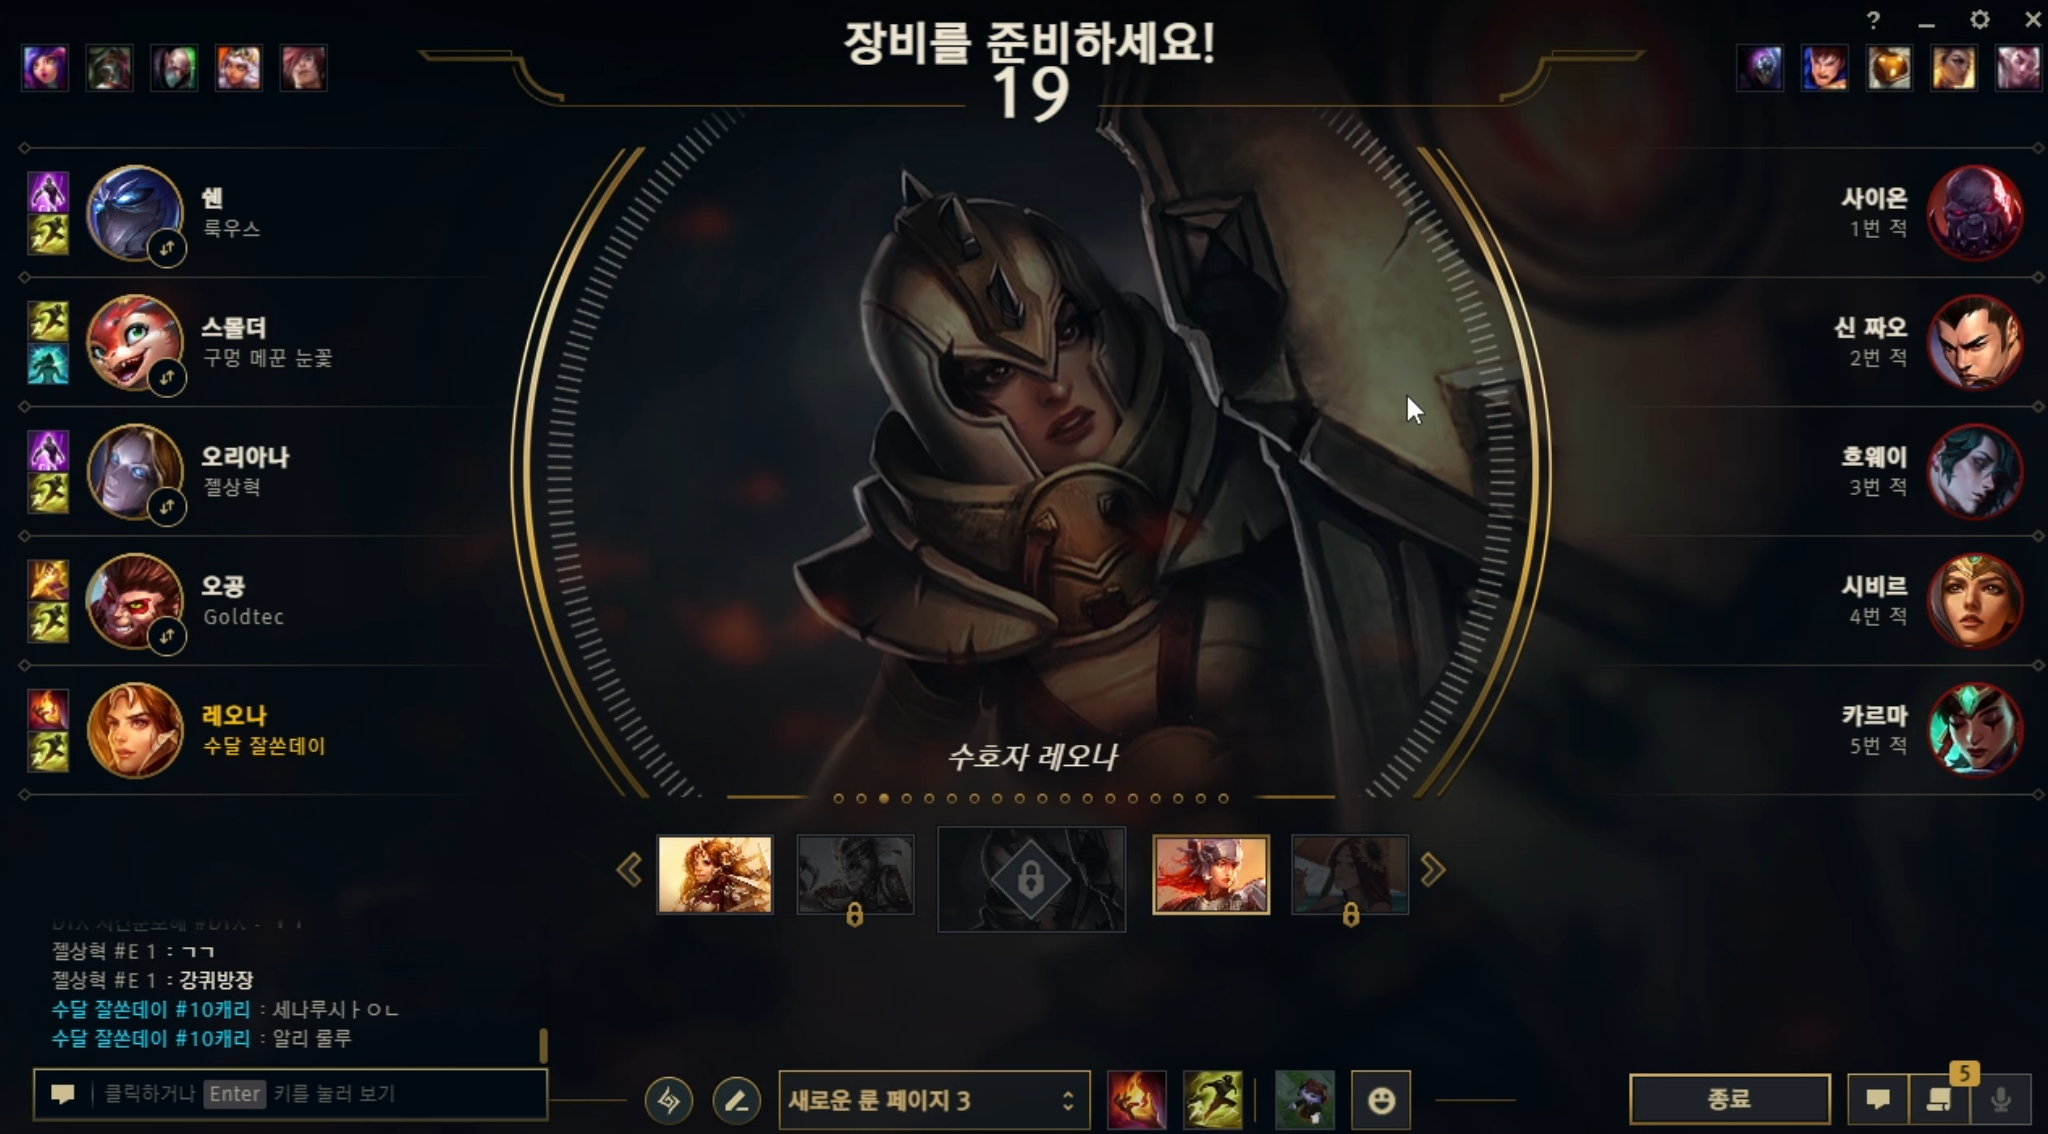 장비를 준비하세요!
19
쉔
룩우스
스몰더
구멍 메꾼 눈꽃
오리아나
젤상혁
오공
Goldtec
레오나
수달 잘쏜데이
사이온
1번 적
신 짜오
2번 적
흐웨이
3번 적
시비르
4번 적
카르마
5번 적
수호자 레오나
젤상혁 #E 1 : ㄱㄱ
젤상혁 #E 1 : 강퀴방장
수달 잘쏜데이 #10캐리 : 세나루시ㅏㅇㄴ
수달 잘쏜데이 #10캐리 : 알리 룰루
클릭하거나 Enter 키를 눌러 보기
새로운 룬 페이지 3
종료
5